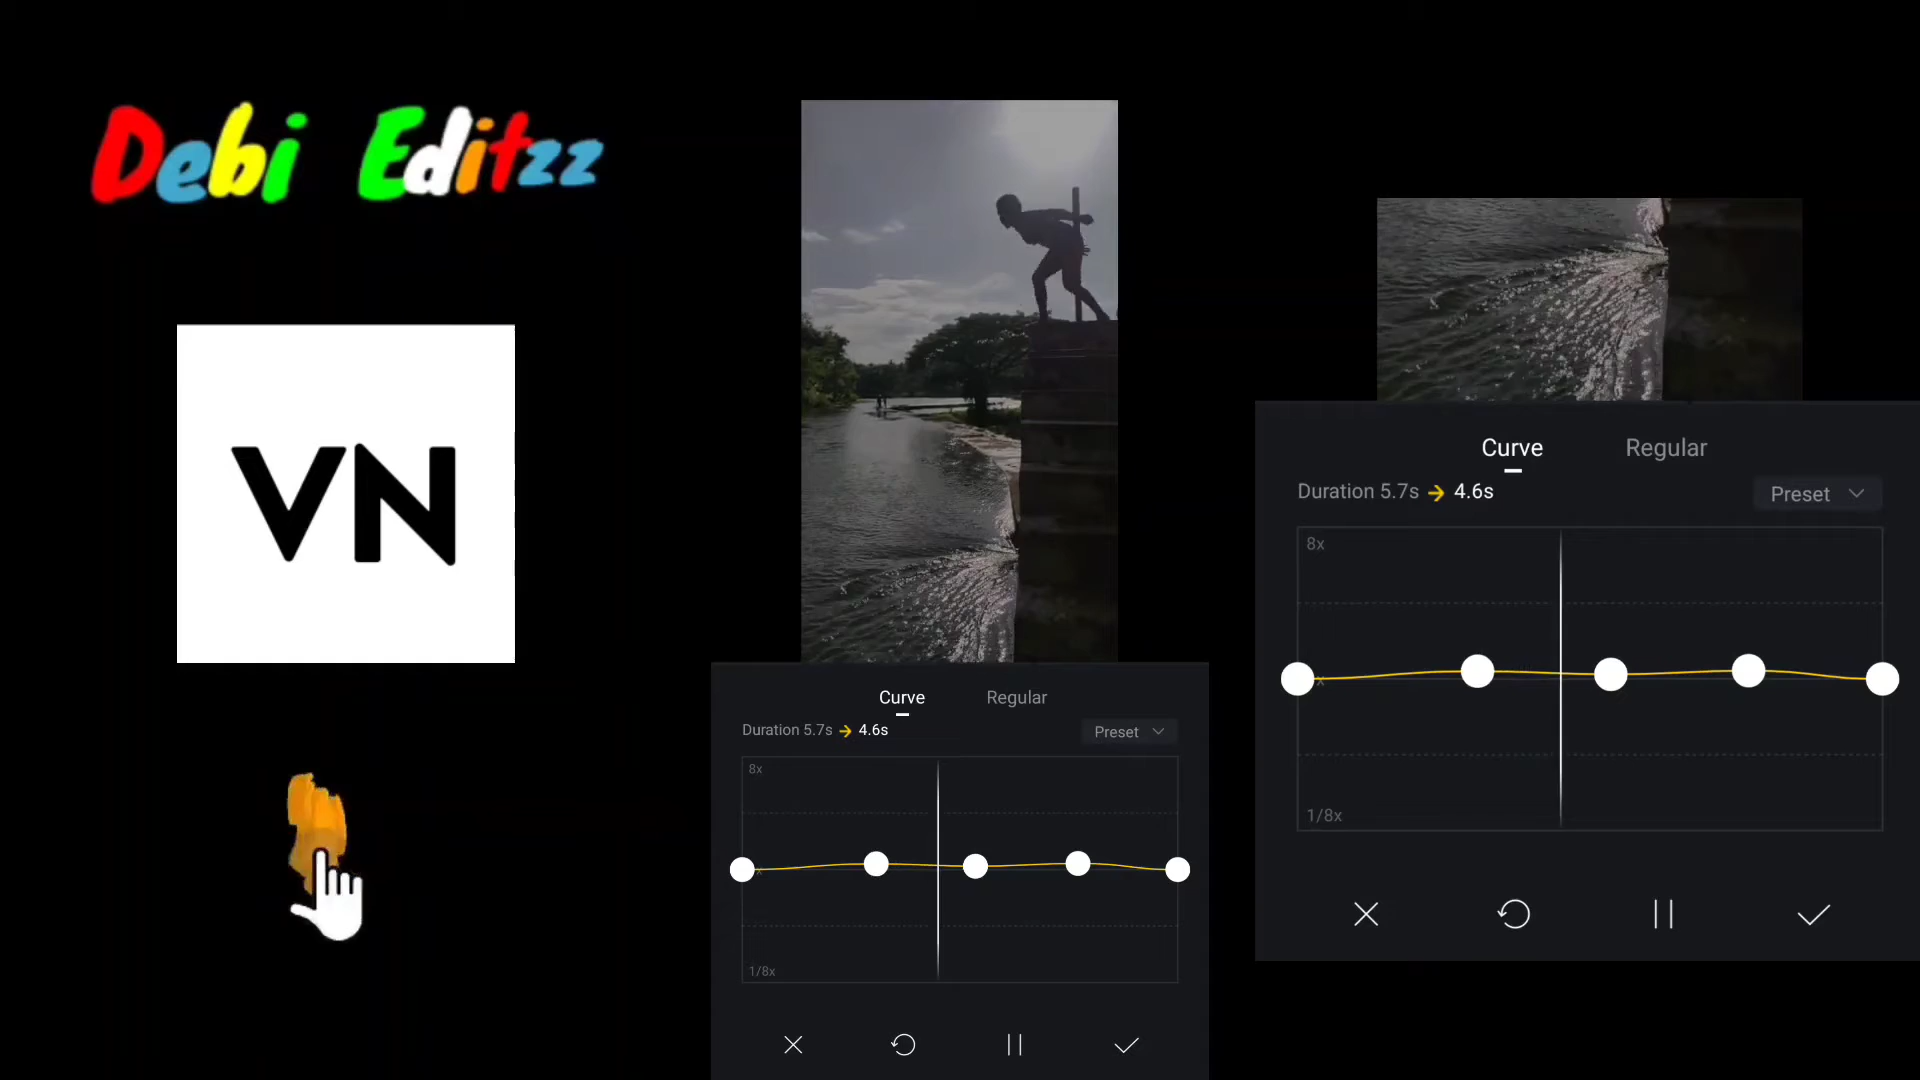 Debi Editzz
VN
Curve Regular
Duration 5.7s → 4.6s
Preset
8x
x
1/8x
Curve Regular
Duration 5.7s → 4.6s
Preset
8x
x
1/8x